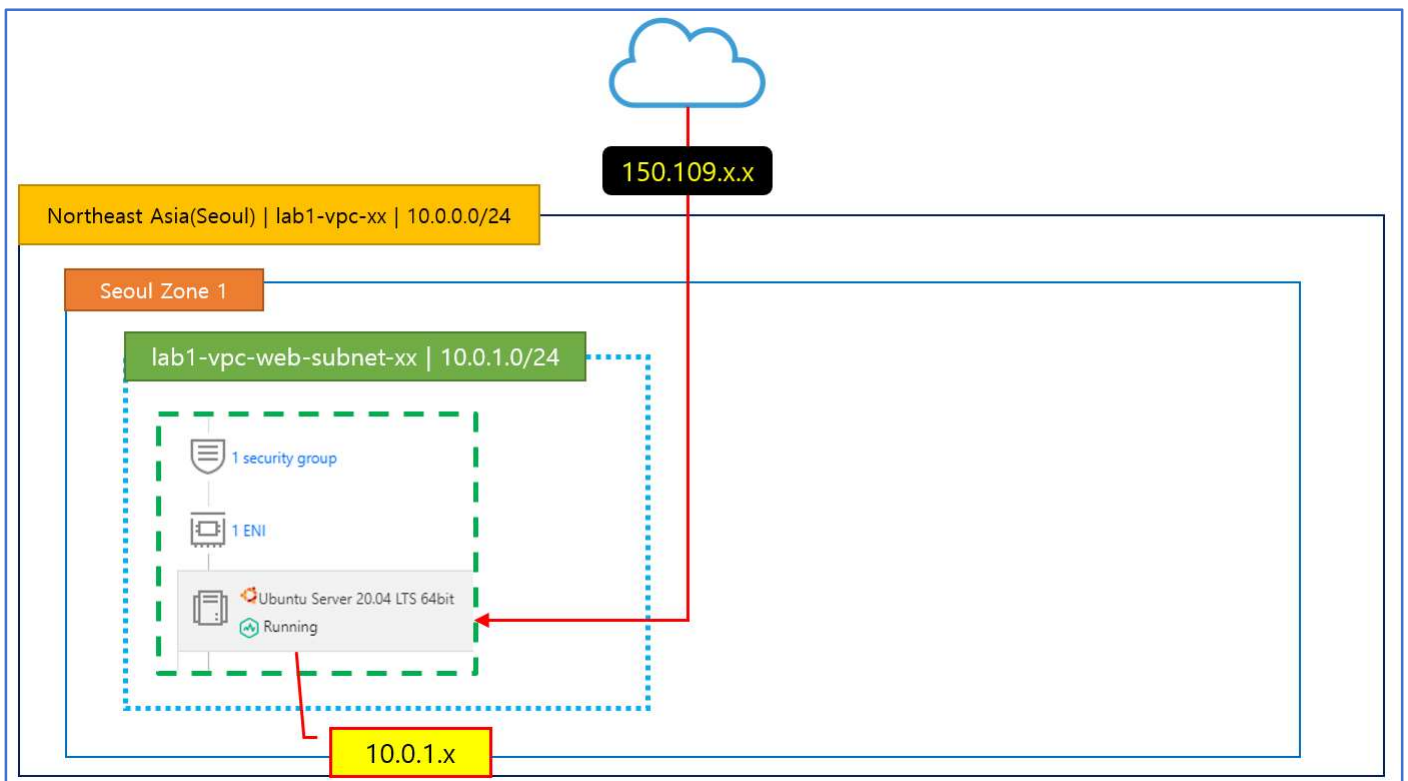 150.109.x.x
Northeast Asia(Seoul) | lab1-vpc-xx | 10.0.0.0/24
Seoul Zone 1
lab1-vpc-web-subnet-xx | 10.0.1.0/24
1 security group
1 ENI
Ubuntu Server 20.04 LTS 64bit
Running
10.0.1.x